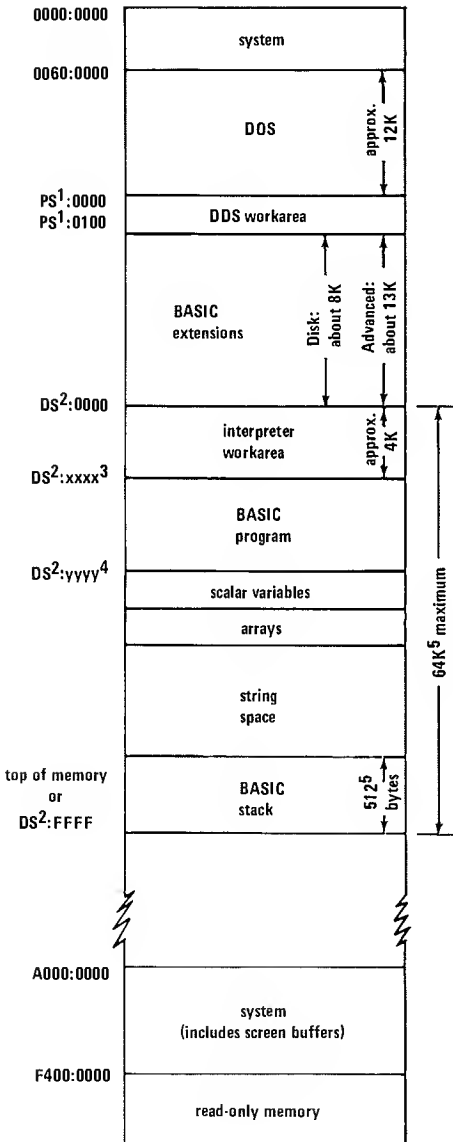 0000:0000
system
0060:0000
DOS
approx.
12K
PS1:0000
PS1:0100
DDS workarea
BASIC
extensions
Disk:
about 8K
Advanced:
about 13K
DS2:0000
interpreter
workarea
approx.
4K
DS2:xxxx3
BASIC
program
DS2:yyyy4
scalar variables
arrays
64K5 maximum
string
space
top of memory
or
DS2:FFFF
BASIC
stack
5125
bytes
A000:0000
system
(includes screen buffers)
F400:0000
read-only memory